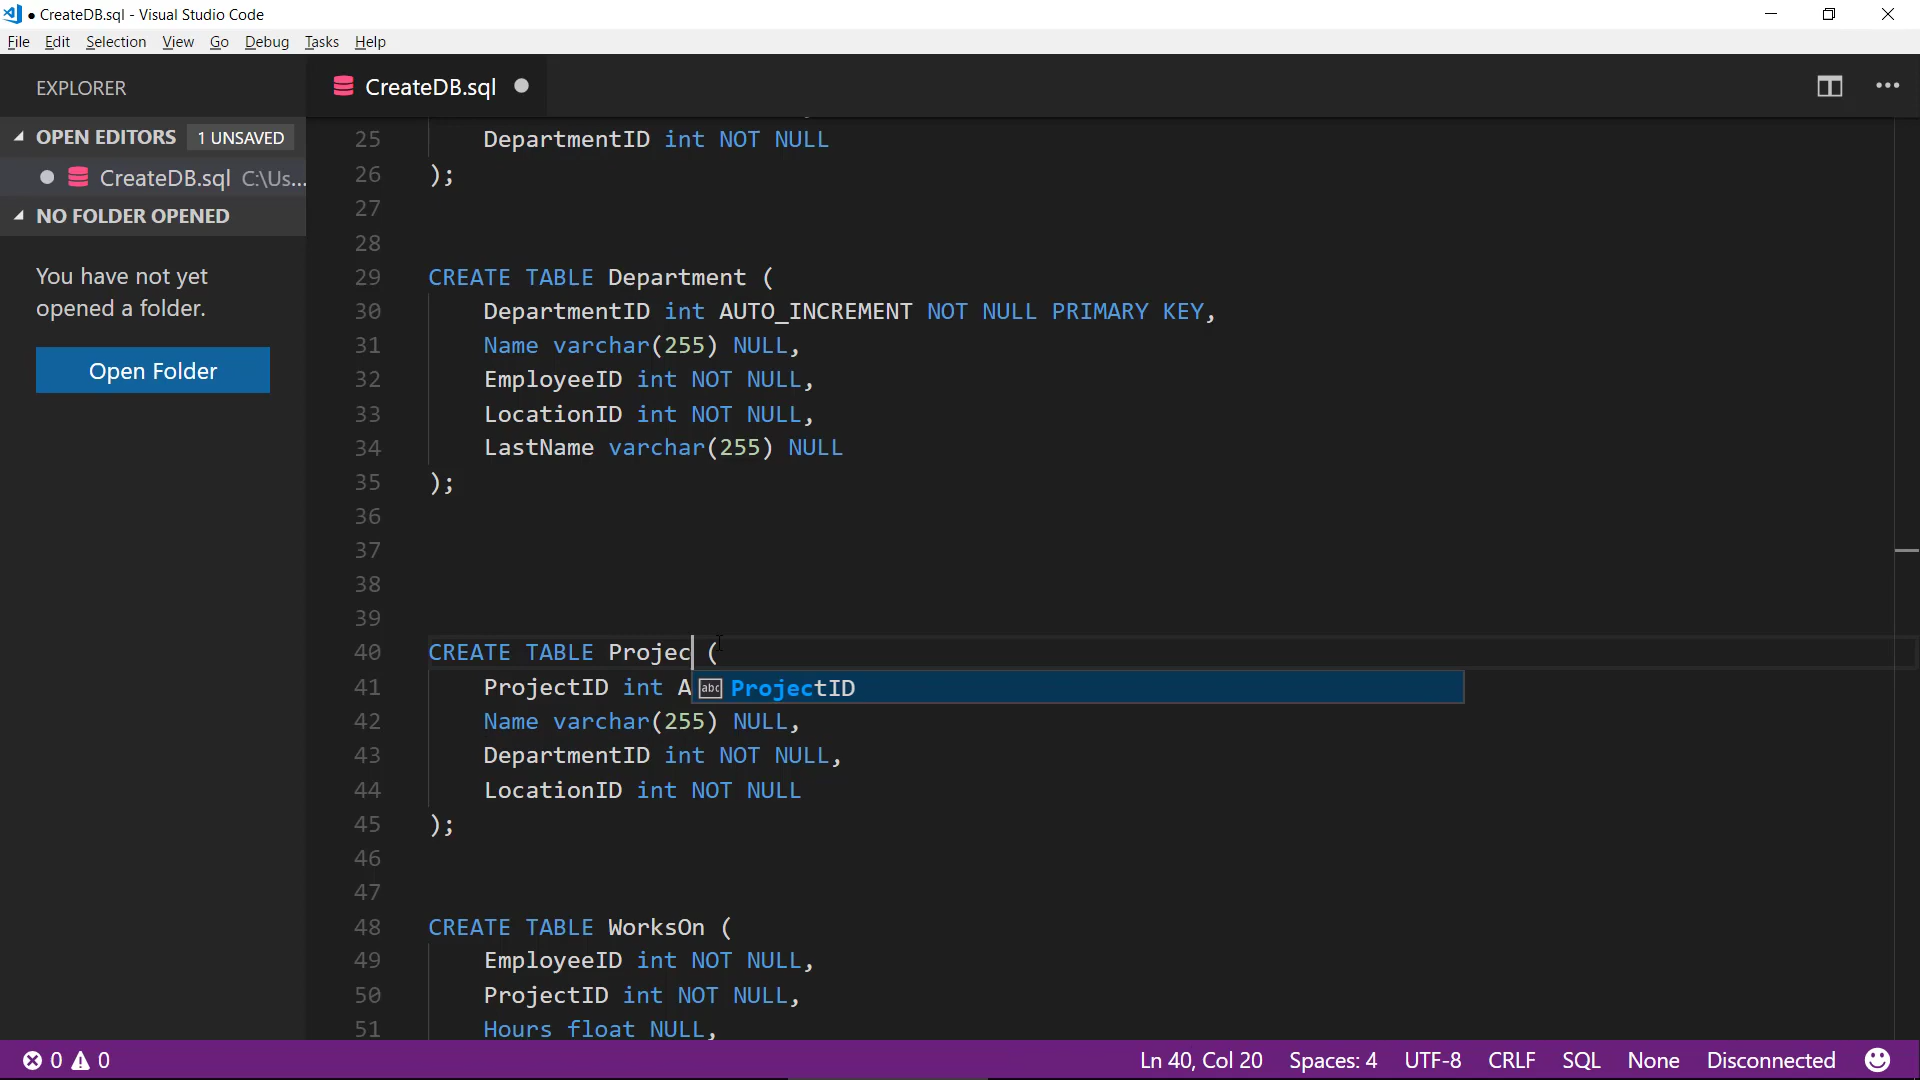 ● CreateDB.sql - Visual Studio Code
File Edit Selection View Go Debug Tasks Help
EXPLORER
OPEN EDITORS 1 UNSAVED
CreateDB.sql C:\Us...
NO FOLDER OPENED
You have not yet
opened a folder.
Open Folder
CreateDB.sql
25 DepartmentID int NOT NULL
26 );
27
28
29 CREATE TABLE Department (
30 DepartmentID int AUTO_INCREMENT NOT NULL PRIMARY KEY,
31 Name varchar(255) NULL,
32 EmployeeID int NOT NULL,
33 LocationID int NOT NULL,
34 LastName varchar(255) NULL
35 );
36
37
38
39
40 CREATE TABLE Projec (
41 ProjectID int A
abc ProjectID
42 Name varchar(255) NULL,
43 DepartmentID int NOT NULL,
44 LocationID int NOT NULL
45 );
46
47
48 CREATE TABLE WorksOn (
49 EmployeeID int NOT NULL,
50 ProjectID int NOT NULL,
51 Hours float NULL,
0 0 Ln 40, Col 20 Spaces: 4 UTF-8 CRLF SQL None Disconnected